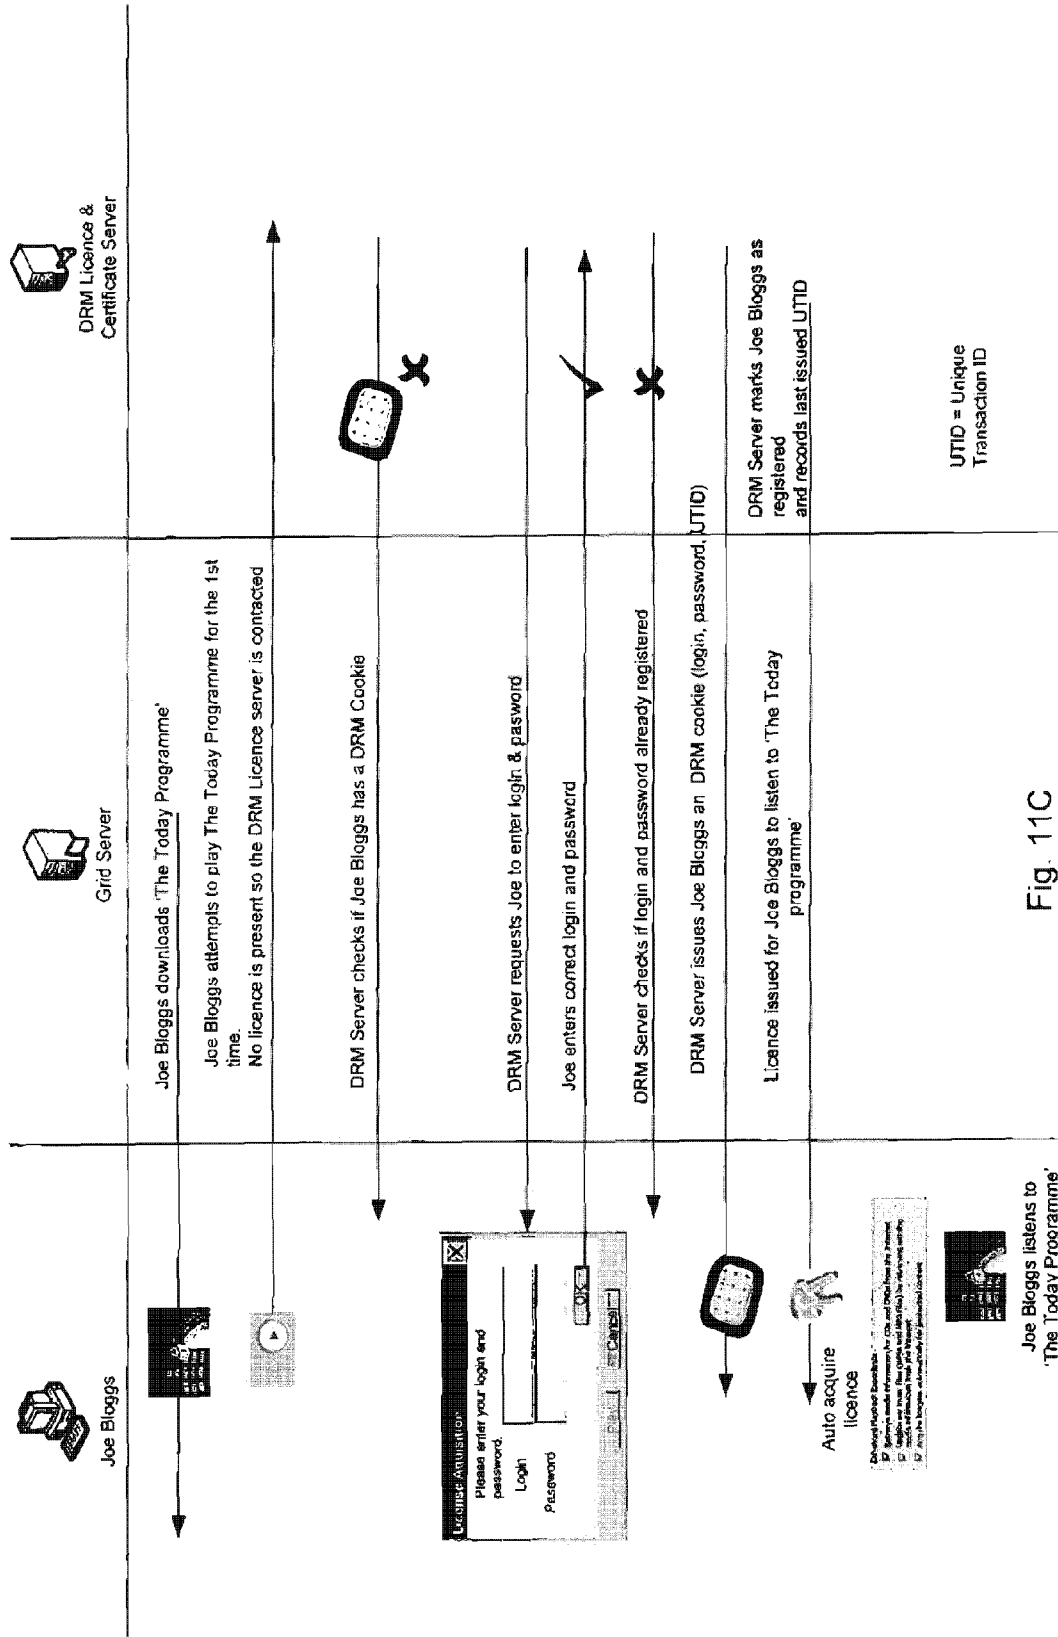 Joe Bloggs
Grid Server
DRM Licence &
Certificate Server
Joe Bloggs downloads 'The Today Programme'
Joe Bloggs attempts to play The Today Programme for the 1st
time.
No licence is present so the DRM Licence server is contacted
DRM Server checks if Joe Bloggs has a DRM Cookie
License Aquisition
Please enter your login and
password.
Login
Password
OK
Play
Cancel
DRM Server requests Joe to enter login & pasword
Joe enters correct login and password
DRM Server checks if login and password already registered
DRM Server issues Joe Bloggs an DRM cookie (login, password, UTID)
DRM Server marks Joe Bloggs as
registered
and records last issued UTID
Licence issued for Joe Bloggs to listen to 'The Today
programme'
Auto acquire
licence
Joe Bloggs listens to
'The Today Programme'
UTID = Unique
Transaction ID
Fig. 11C